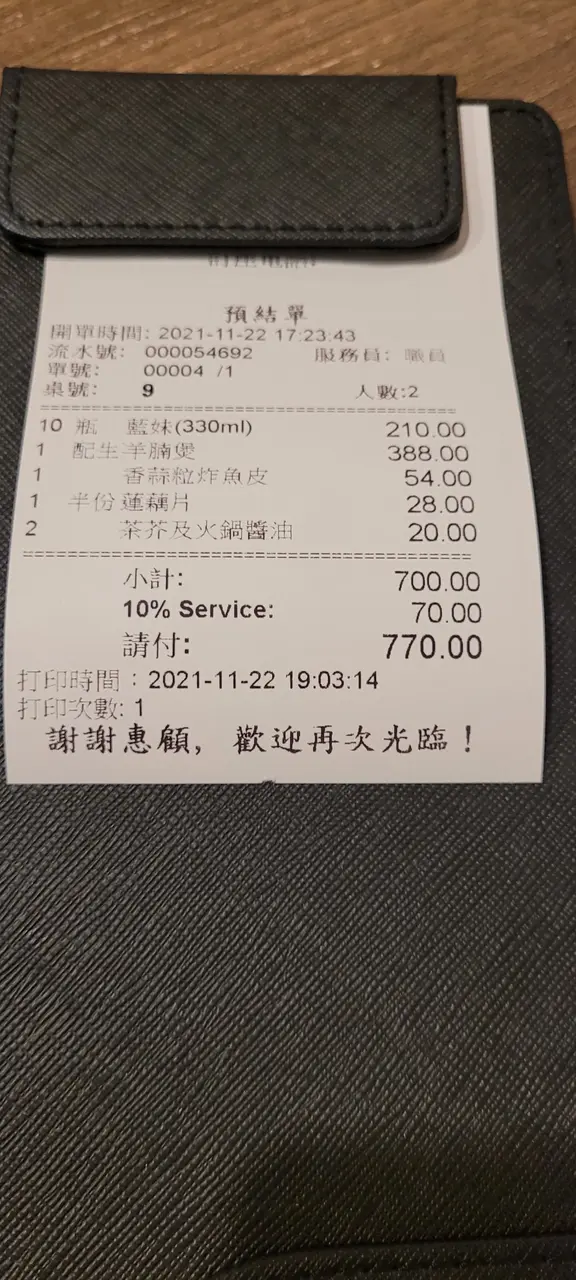 預結單
開單時間: 2021-11-22 17:23:43
流水號: 000054692 服務員: 職員
單號: 00004 /1
桌號: 9 人數:2
10 瓶 藍妹(330ml) 210.00
1 配生羊腩煲 388.00
1 香蒜粒炸魚皮 54.00
1 半份蓮藕片 28.00
2 茶芥及火鍋醬油 20.00
小計: 700.00
10% Service: 70.00
請付: 770.00
打印時間：2021-11-22 19:03:14
打印次數: 1
謝謝惠顧，歡迎再次光臨！